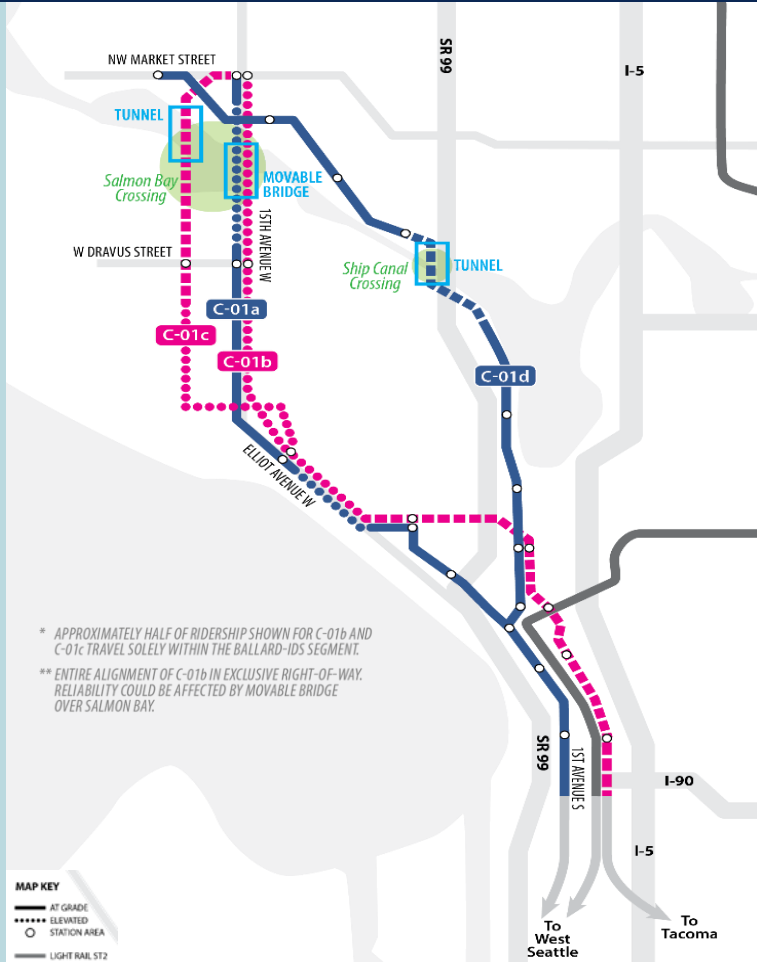 NW MARKET STREET
SR 99
I-5
TUNNEL
Salmon Bay
Crossing
MOVABLE
BRIDGE
15TH AVENUE W
W DRAVUS STREET
Ship Canal
Crossing
TUNNEL
C-01a
C-01c
C-01b
C-01d
ELLIOT AVENUE W
* APPROXIMATELY HALF OF RIDERSHIP SHOWN FOR C-01b AND
C-01c TRAVEL SOLELY WITHIN THE BALLARD-IDS SEGMENT.
** ENTIRE ALIGNMENT OF C-01b IN EXCLUSIVE RIGHT-OF-WAY.
RELIABILITY COULD BE AFFECTED BY MOVABLE BRIDGE
OVER SALMON BAY.
SR 99
1ST AVENUE S
I-90
I-5
To
West
Seattle
To
Tacoma
MAP KEY
AT GRADE
ELEVATED
STATION AREA
LIGHT RAIL ST2